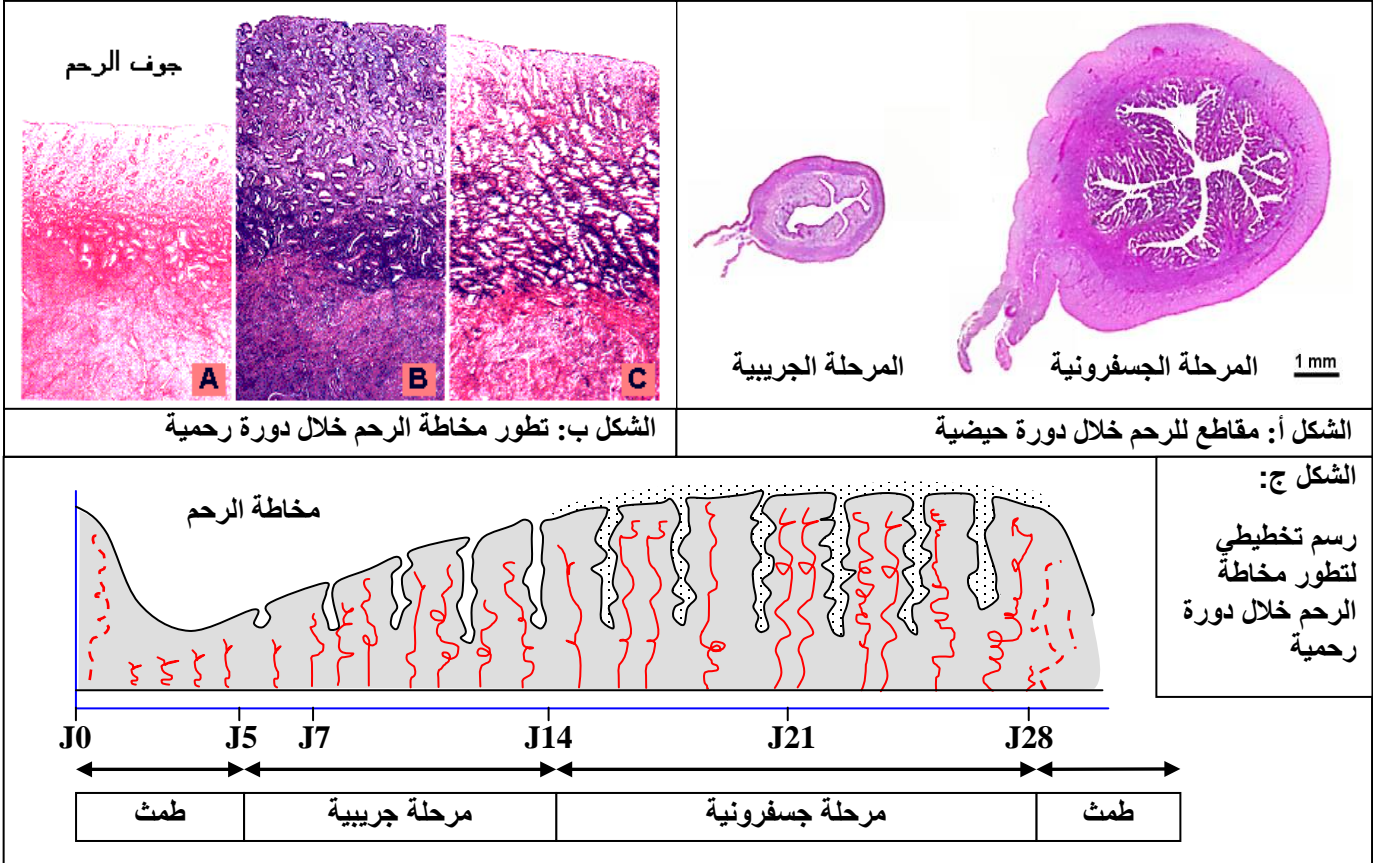 جوف الرحم
A
B
C
المرحلة الجريبية
المرحلة الجسفرونية
1 mm
الشكل أ: مقاطع للرحم خلال دورة حيضية
الشكل ب: تطور مخاطة الرحم خلال دورة رحمية
الشكل ج:
رسم تخطيطي
لتطور مخاطة
الرحم خلال دورة
رحمية
مخاطة الرحم
J0
J5
J7
J14
J21
J28
طمث
مرحلة جريبية
مرحلة جسفرونية
طمث